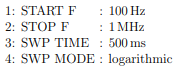 1: START F : 100 Hz
2: STOP F : 1 MHz
3: SWP TIME : 500 ms
4: SWP MODE : logarithmic